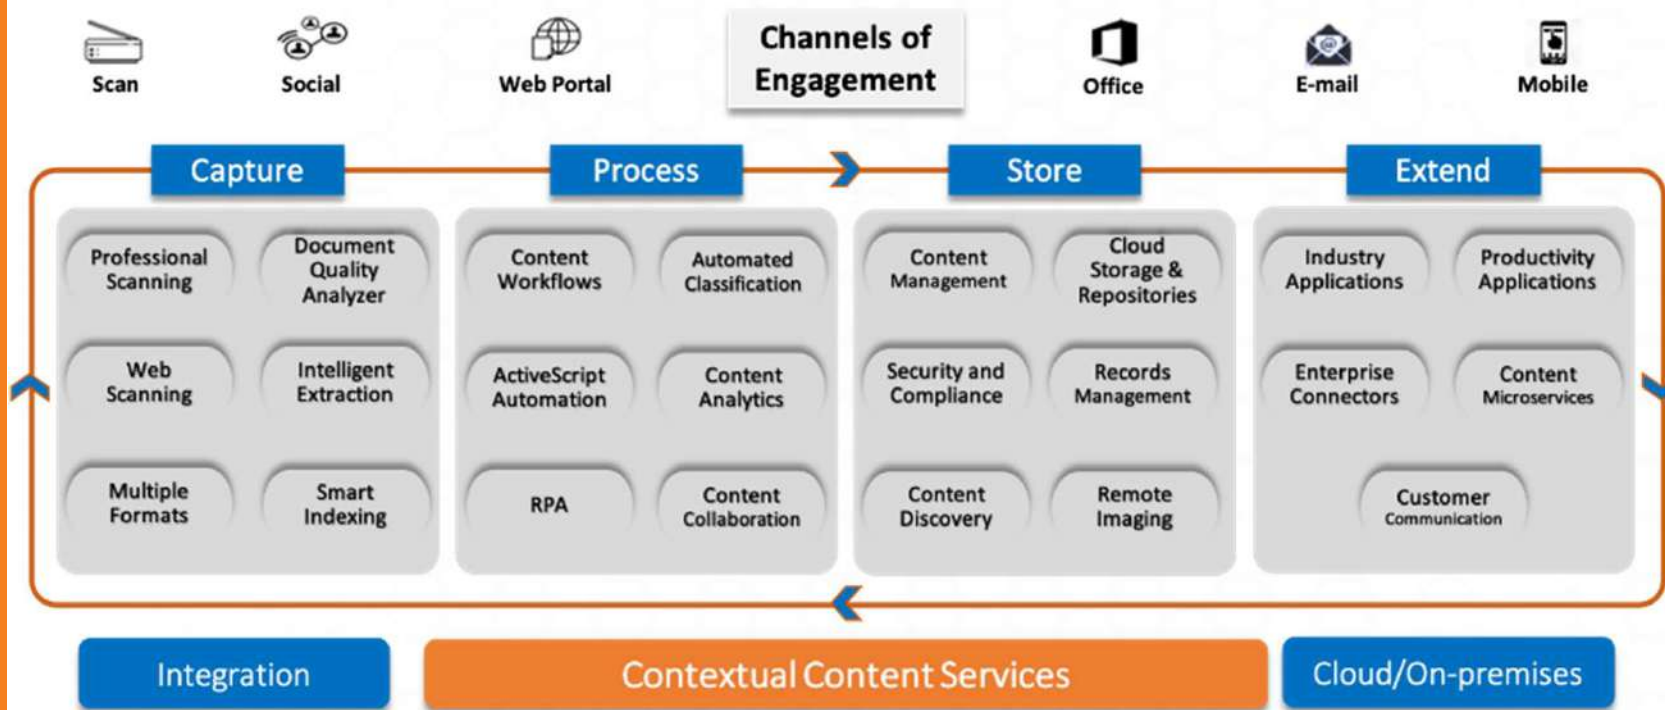 Scan
Social
Web Portal
Channels of
Engagement
Office
E-mail
Mobile
Capture
Process
Store
Extend
Professional
Scanning
Document
Quality
Analyzer
Web
Scanning
Intelligent
Extraction
Multiple
Formats
Smart
Indexing
Content
Workflows
Automated
Classification
ActiveScript
Automation
Content
Analytics
RPA
Content
Collaboration
Content
Management
Cloud
Storage &
Repositories
Security and
Compliance
Records
Management
Content
Discovery
Remote
Imaging
Industry
Applications
Productivity
Applications
Enterprise
Connectors
Content
Microservices
Customer
Communication
Integration
Contextual Content Services
Cloud/On-premises